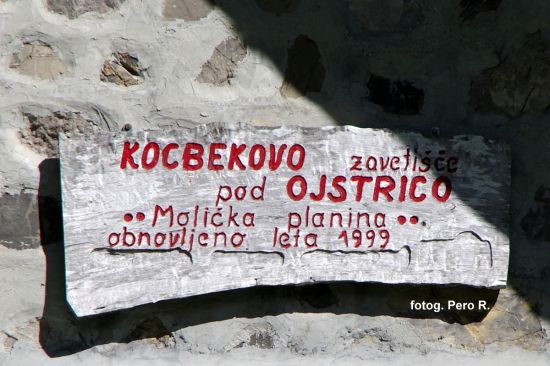 KOCBEKOVO zavetišče
pod OJSTRICO
••Molička planina••
obnovljeno leta 1999
fotog. Pero R.